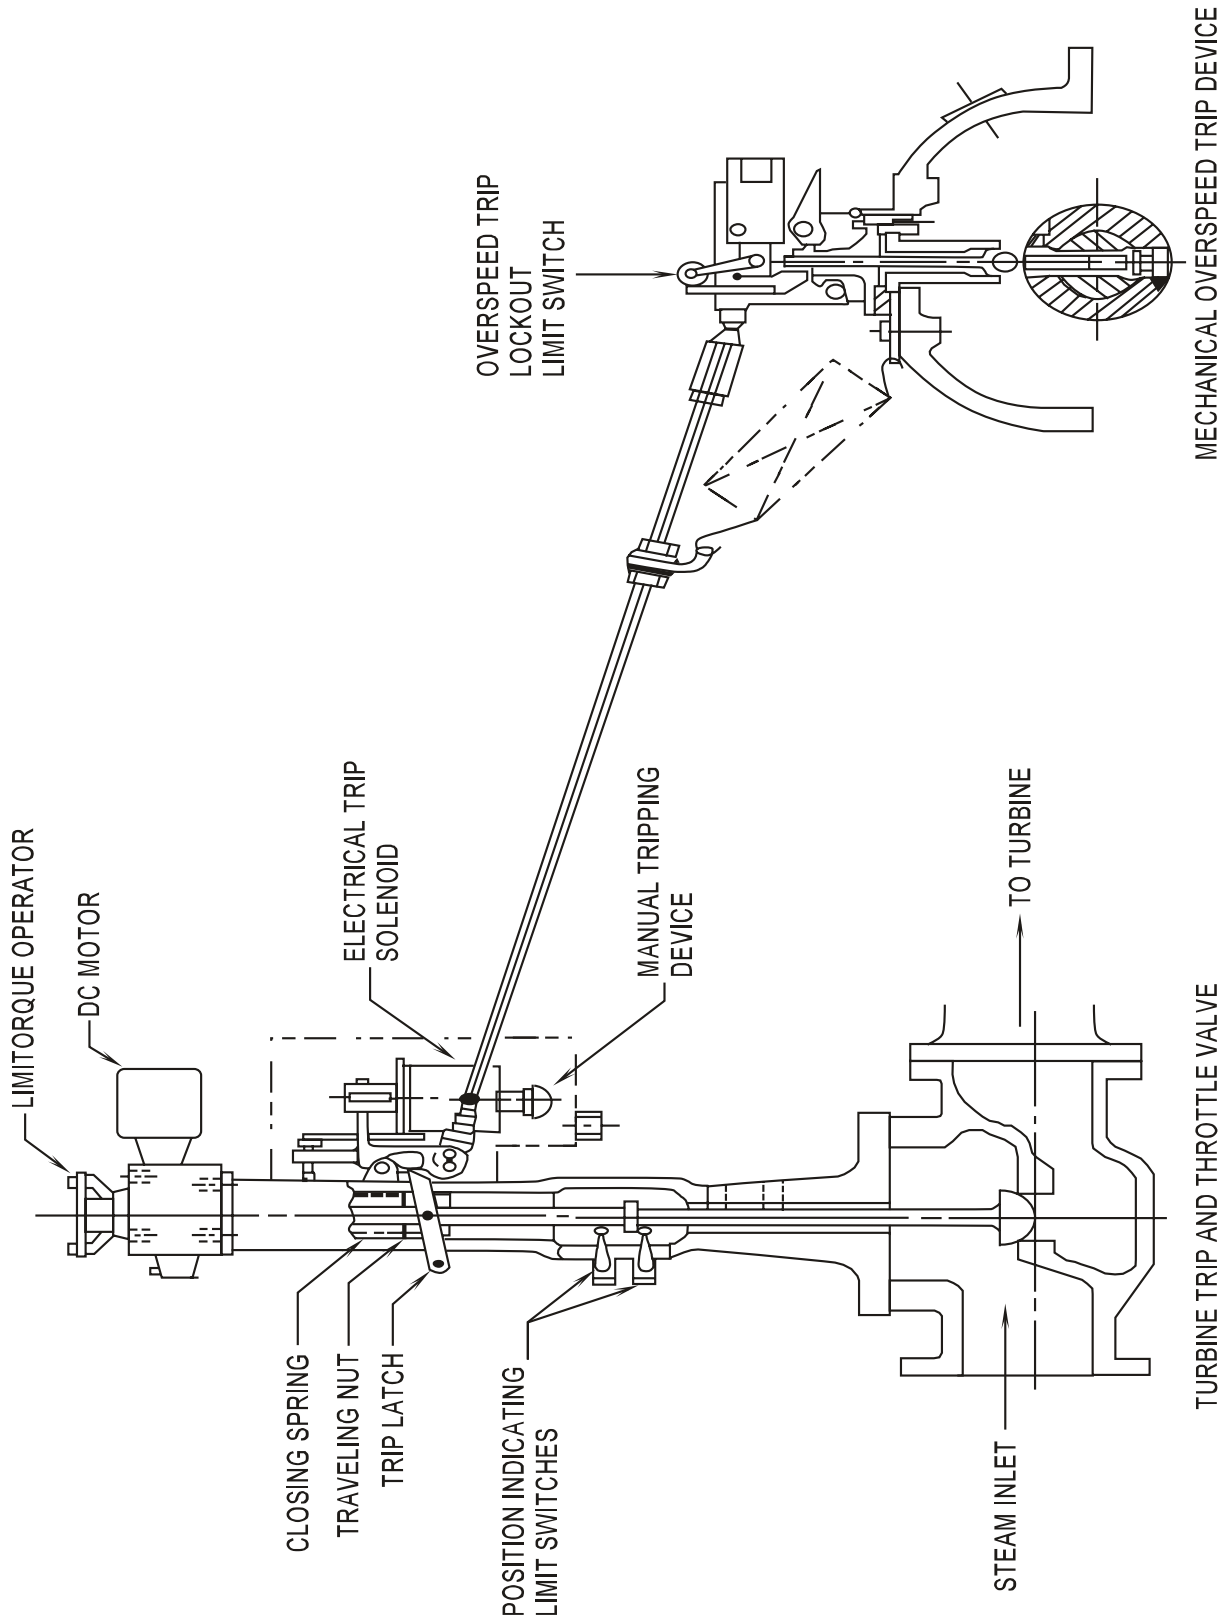 LIMITORQUE OPERATOR
DC MOTOR
ELECTRICAL TRIP
SOLENOID
MANUAL TRIPPING
DEVICE
OVERSPEED TRIP
LOCKOUT
LIMIT SWITCH
CLOSING SPRING
TRAVELING NUT
TRIP LATCH
POSITION INDICATING
LIMIT SWITCHES
STEAM INLET
TO TURBINE
TURBINE TRIP AND THROTTLE VALVE
MECHANICAL OVERSPEED TRIP DEVICE